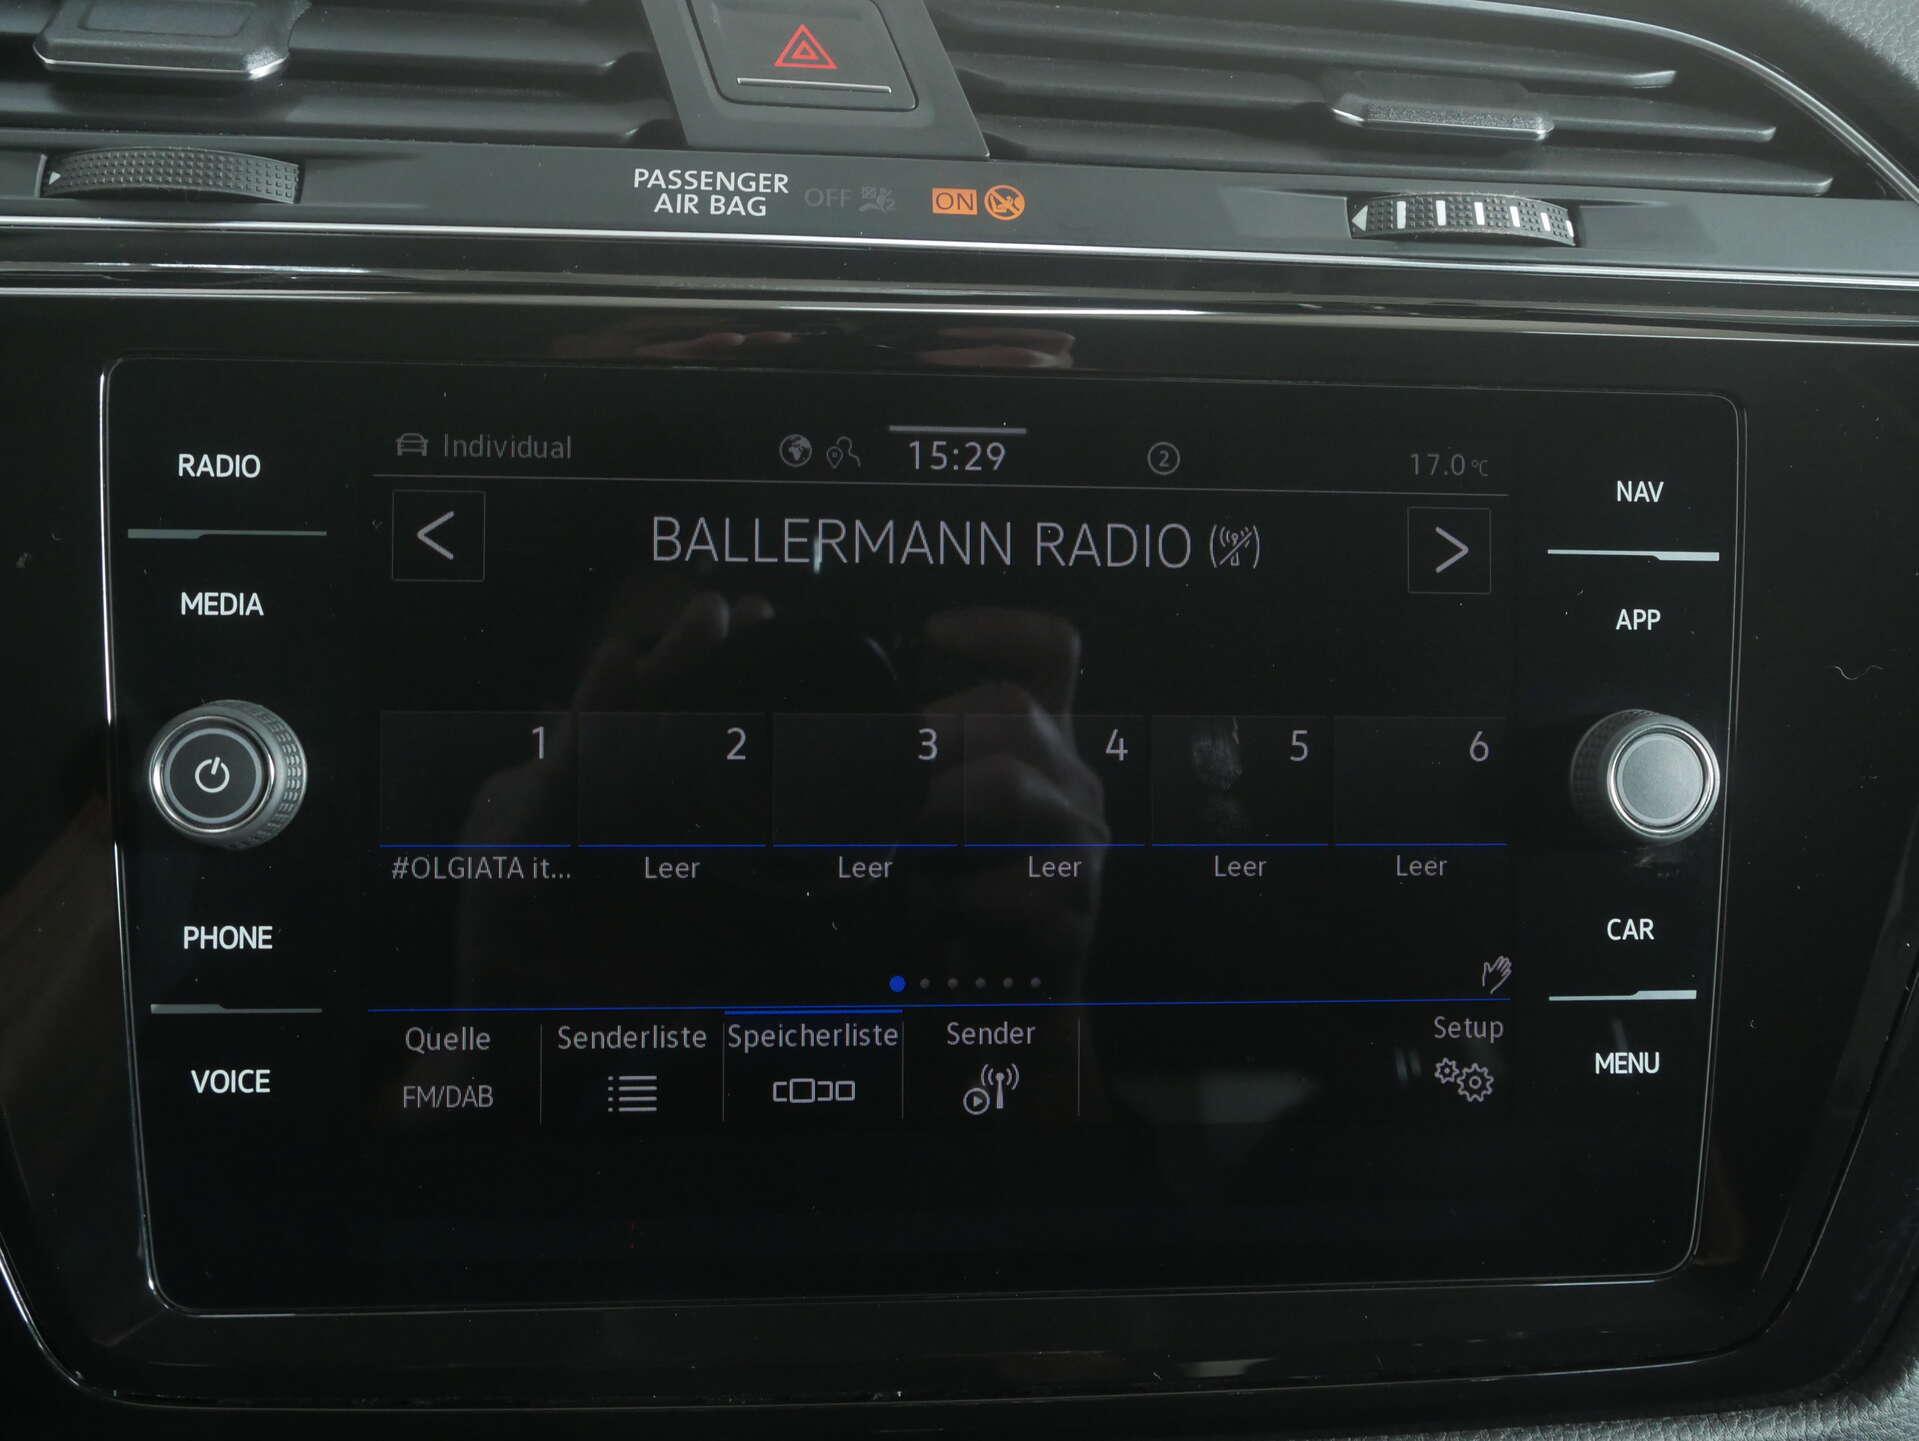 PASSENGER
AIR BAG
OFF
ON
RADIO
MEDIA
PHONE
VOICE
Individual
15:29
2
17.0 °C
<
BALLERMANN RADIO
>
1 2 3 4 5 6
#OLGIATA it... Leer Leer Leer Leer Leer
Quelle Senderliste Speicherliste Sender Setup
FM/DAB
NAV
APP
CAR
MENU